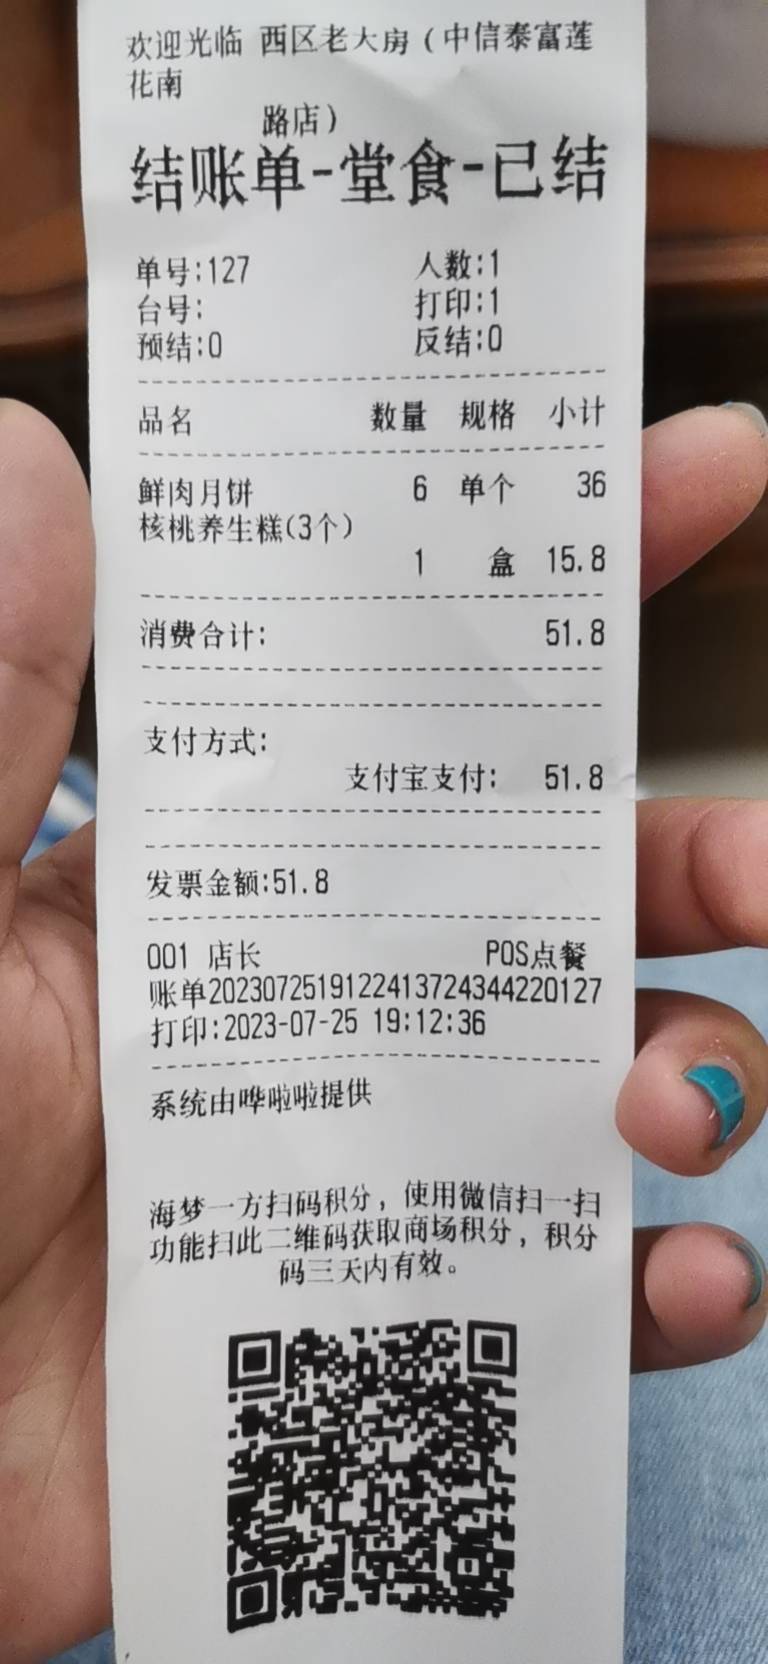 欢迎光临 西区老大房(中信泰富莲
花南
路店)
结账单-堂食-已结
单号:127 人数:1
台号: 打印:1
预结:0 反结:0
品名 数量 规格 小计
鲜肉月饼 6 单个 36
核桃养生糕(3个)
1 盒 15.8
消费合计: 51.8
支付方式:
支付宝支付: 51.8
发票金额:51.8
001 店长 POS点餐
账单20230725191224137243442201​27
打印:2023-07-25 19:12:36
系统由哗啦啦提供
海梦一方扫码积分，使用微信扫一扫
功能扫此二维码获取商场积分，积分
码三天内有效。